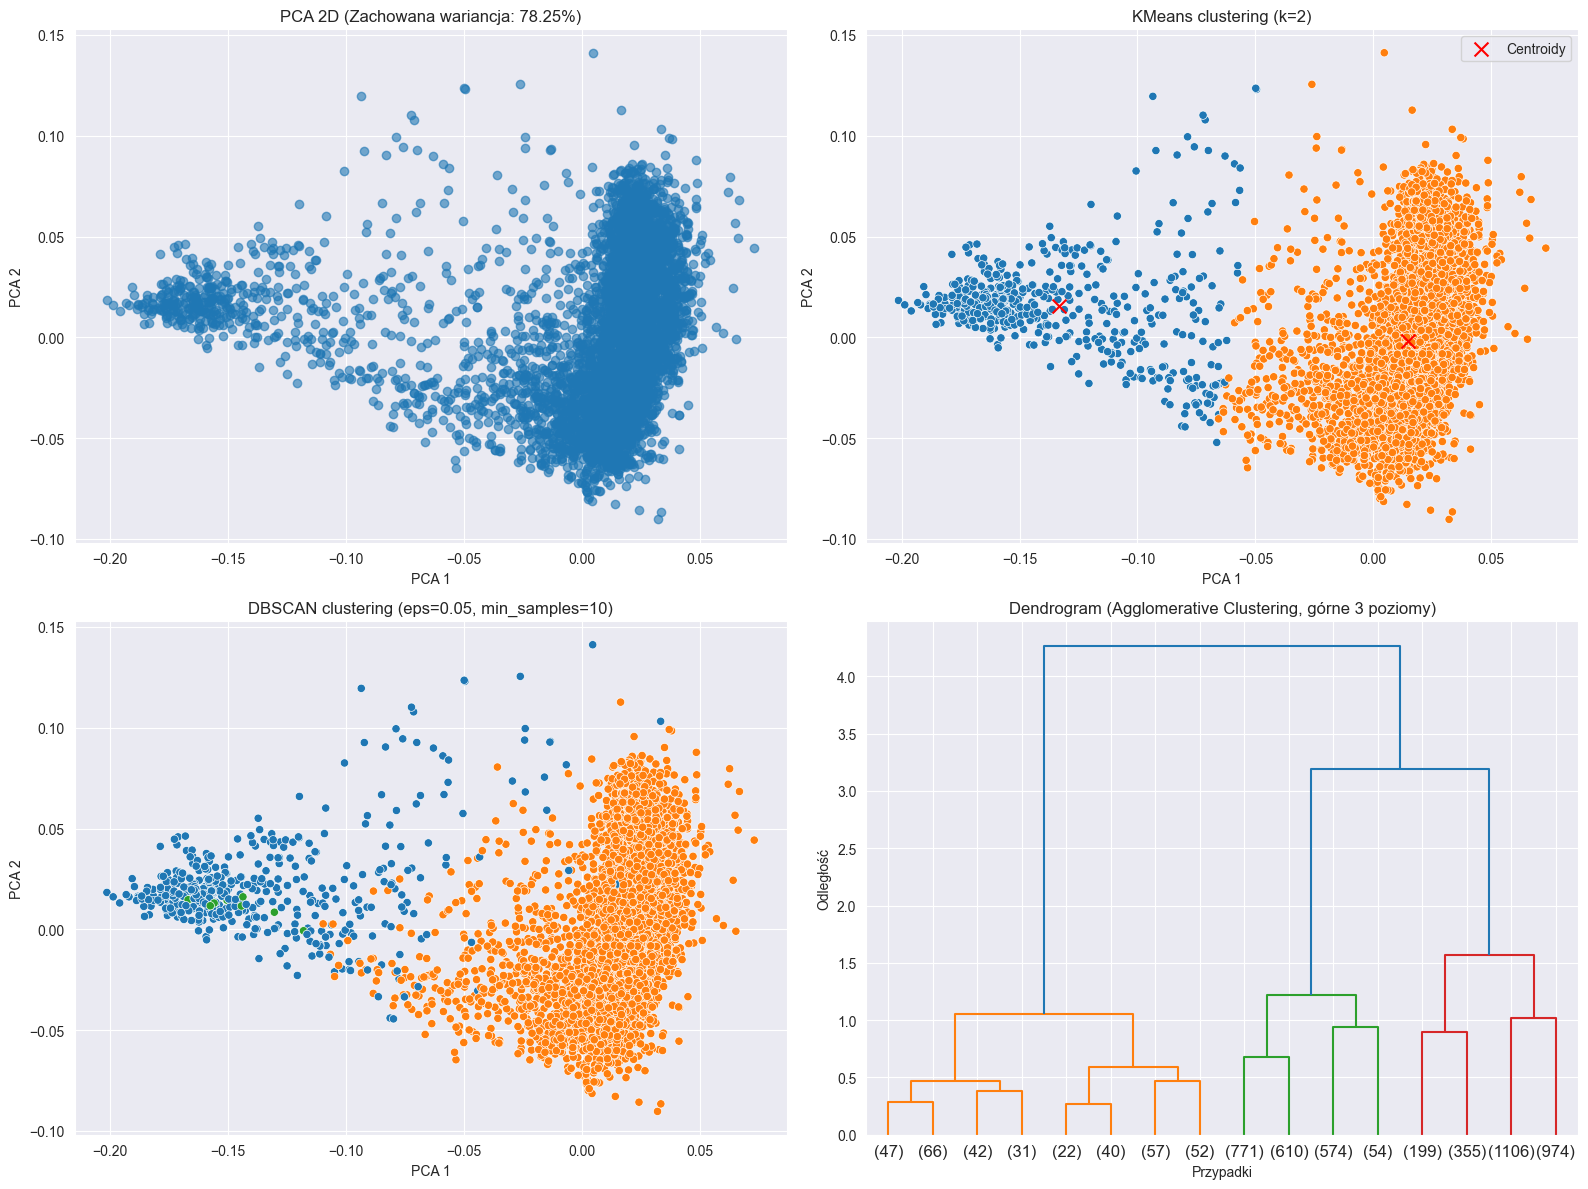 PCA 2D (Zachowana wariancja: 78.25%)
0.15
0.10
0.05
0.00
−0.05
−0.10
PCA 2
−0.20 −0.15 −0.10 −0.05 0.00 0.05
PCA 1
KMeans clustering (k=2)
Centroidy
0.15
0.10
0.05
0.00
−0.05
−0.10
PCA 2
−0.20 −0.15 −0.10 −0.05 0.00 0.05
PCA 1
DBSCAN clustering (eps=0.05, min_samples=10)
0.15
0.10
0.05
0.00
−0.05
−0.10
PCA 2
−0.20 −0.15 −0.10 −0.05 0.00 0.05
PCA 1
Dendrogram (Agglomerative Clustering, górne 3 poziomy)
4.0
3.5
3.0
2.5
2.0
1.5
1.0
0.5
0.0
Odległość
(47) (66) (42) (31) (22) (40) (57) (52) (771) (610) (574) (54) (199) (355) (1106) (974)
Przypadki